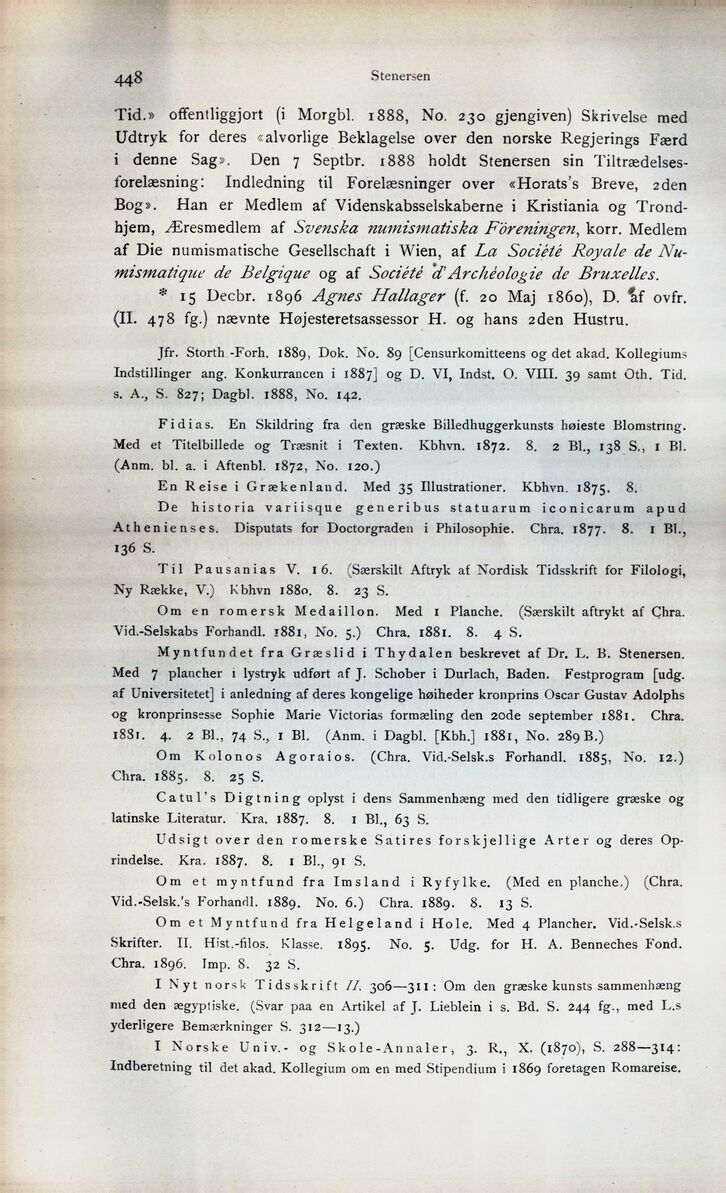 448
Stenersen
Tid.» offentliggjort (i Morgbl. 1888, No. 230 gjengiven) Skrivelse med
Udtryk for deres «alvorlige Beklagelse over den norske Regjerings Færd
i denne Sag». Den 7 Septbr. 1888 holdt Stenersen sin Tiltrædelses-
forelæsning: Indledning til Forelæsninger over «Horats's Breve, 2den
Bog». Han er Medlem af Videnskabsselskaberne i Kristiania og Trond-
hjem, Æresmedlem af Svenska numismatiska Föreningen, korr. Medlem
af Die numismatische Gesellschaft i Wien, af La Société Royale de Nu-
mismatique de Belgique og af Société d'Archéologie de Bruxelles.
* 15 Decbr. 1896 Agnes Hallager (f. 20 Maj 1860), D. af ovfr.
(II. 478 fg.) nævnte Højesteretsassessor H. og hans 2den Hustru.
Jfr. Storth.-Forh. 1889, Dok. No. 89 [Censurkomitteens og det akad. Kollegiums
Indstillinger ang. Konkurrancen i 1887] og D. VI, Indst. O. VIII. 39 samt Oth. Tid.
s. A., S. 827; Dagbl. 1888, No. 142.
Fidias. En Skildring fra den græske Billedhuggerkunsts høieste Blomstring.
Med et Titelbillede og Træsnit i Texten. Kbhvn. 1872. 8. 2 Bl., 138 S., 1 Bl.
(Anm. bl. a. i Aftenbl. 1872, No. 120.)
En Reise i Grækenland. Med 35 Illustrationer. Kbhvn. 1875. 8.
De historia variisque generibus statuarum iconicarum apud
Athenienses. Disputats for Doctorgraden i Philosophie. Chra. 1877. 8. 1 Bl.,
136 S.
Til Pausanias V. 16. (Særskilt Aftryk af Nordisk Tidsskrift for Filologi,
Ny Række, V.) Kbhvn 1880. 8. 23 S.
Om en romersk Medaillon. Med 1 Planche. (Særskilt aftrykt af Chra.
Vid.-Selskabs Forhandl. 1881, No. 5.) Chra. 1881. 8. 4 S.
Myntfundet fra Græslid i Thydalen beskrevet af Dr. L. B. Stenersen.
Med 7 plancher i lystryk udført af J. Schober i Durlach, Baden. Festprogram [udg.
af Universitetet] i anledning af deres kongelige høiheder kronprins Oscar Gustav Adolphs
og kronprinsesse Sophie Marie Victorias formæling den 20de september 1881. Chra.
1881. 4. 2 Bl., 74 S., 1 Bl. (Anm. i Dagbl. [Kbh.] 1881, No. 289 B.)
Om Kolonos Agoraios. (Chra. Vid.-Selsk.s Forhandl. 1885, No. 12.)
Chra. 1885. 8. 25 S.
Catul's Digtning oplyst i dens Sammenhæng med den tidligere græske og
latinske Literatur. Kra. 1887. 8. 1 Bl., 63 S.
Udsigt over den romerske Satires forskjellige Arter og deres Op-
rindelse. Kra. 1887. 8. 1 Bl., 91 S.
Om et myntfund fra Imsland i Ryfylke. (Med en planche.) (Chra.
Vid.-Selsk.'s Forhandl. 1889. No. 6.) Chra. 1889. 8. 13 S.
Om et Myntfund fra Helgeland i Hole. Med 4 Plancher. Vid.-Selsk.s
Skrifter. II. Hist.-filos. Klasse. 1895. No. 5. Udg. for H. A. Benneches Fond.
Chra. 1896. Imp. 8. 32 S.
I Nyt norsk Tidsskrift II. 306—311: Om den græske kunsts sammenhæng
med den ægyptiske. (Svar paa en Artikel af J. Lieblein i s. Bd. S. 244 fg., med L.s
yderligere Bemærkninger S. 312—13.)
I Norske Univ.- og Skole-Annaler, 3. R., X. (1870), S. 288—314:
Indberetning til det akad. Kollegium om en med Stipendium i 1869 foretagen Romareise.